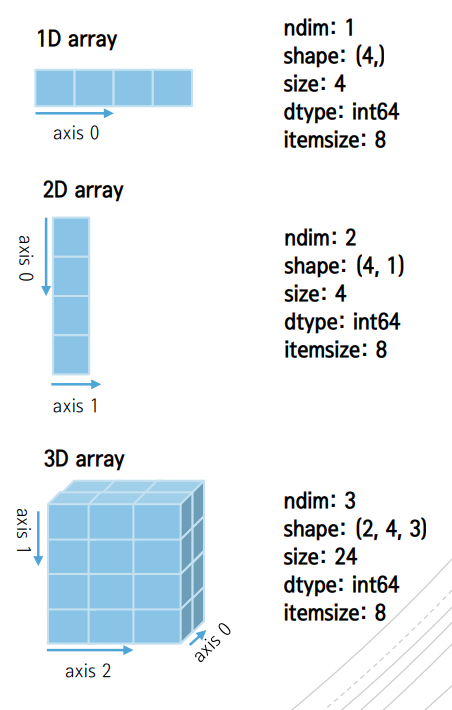 1D array
axis 0
ndim: 1
shape: (4,)
size: 4
dtype: int64
itemsize: 8
2D array
axis 0
axis 1
ndim: 2
shape: (4, 1)
size: 4
dtype: int64
itemsize: 8
3D array
axis 1
axis 2
axis 0
ndim: 3
shape: (2, 4, 3)
size: 24
dtype: int64
itemsize: 8